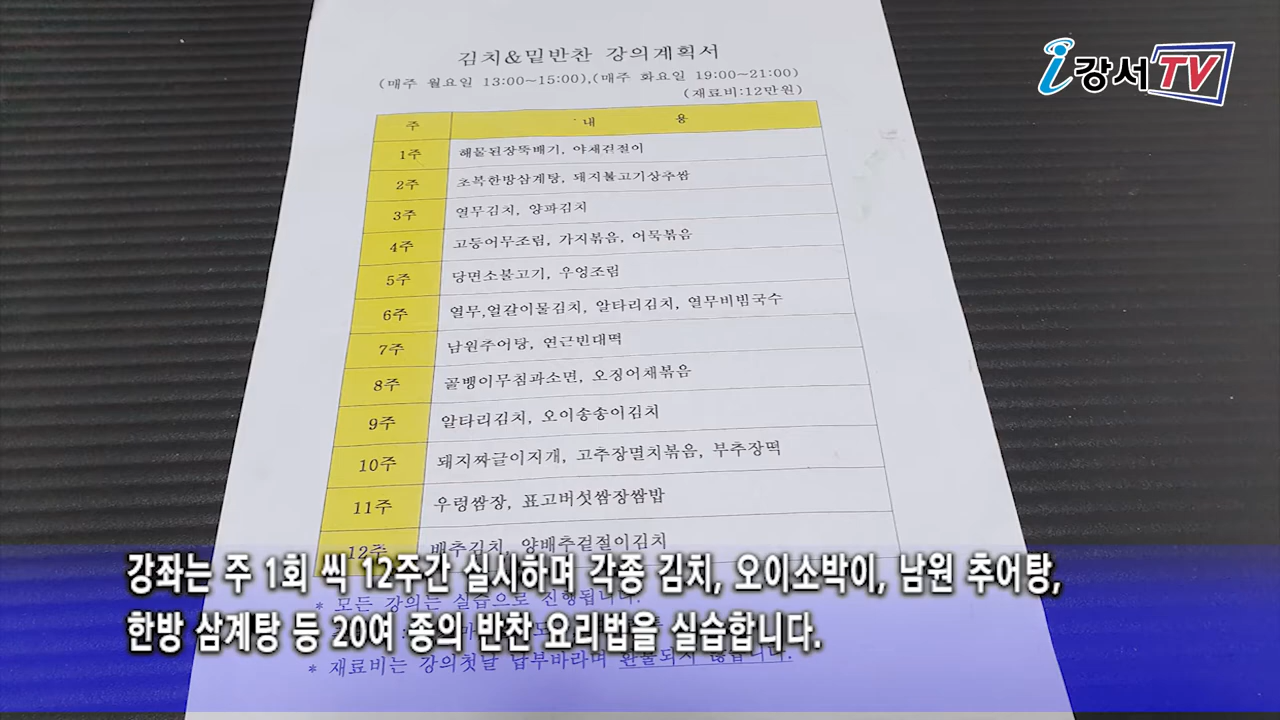 i강서TV
김치&밑반찬 강의계획서
(매주 월요일 13:00~15:00),(매주 화요일 19:00~21:00)
(재료비:12만원)
주 내 용
1주 해물된장뚝배기, 야채겉절이
2주 초복한방삼계탕, 돼지불고기상추쌈
3주 열무김치, 양파김치
4주 고등어무조림, 가지볶음, 어묵볶음
5주 당면소불고기, 우엉조림
6주 열무,얼갈이물김치, 알타리김치, 열무비빔국수
7주 남원추어탕, 연근빈대떡
8주 골뱅이무침과소면, 오징어채볶음
9주 알타리김치, 오이송송이김치
10주 돼지짜글이지개, 고추장멸치볶음, 부추장떡
11주 우렁쌈장, 표고버섯쌈장쌈밥
12주 배추김치, 양배추겉절이김치
강좌는 주 1회 씩 12주간 실시하며 각종 김치, 오이소박이, 남원 추어탕,
* 모든 강의는 실습으로 진행됩니다.
한방 삼계탕 등 20여 종의 반찬 요리법을 실습합니다.
* 재료비는 강의첫날 납부바라며 환불되지 않습니다.